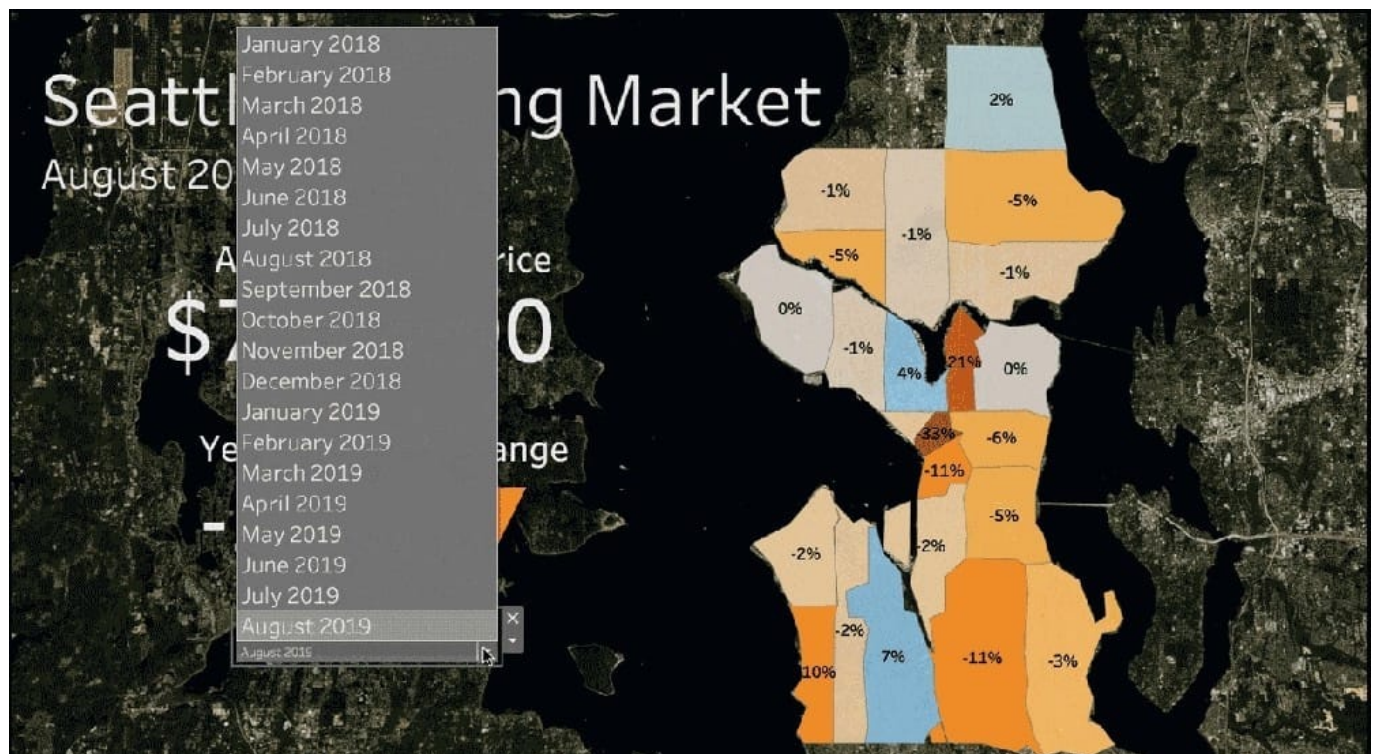 January 2018
February 2018
Seattl
ng Market
March 2018
April 2018
August 20
May 2018
June 2018
July 2018
A
rice
August 2018
$7
00
September 2018
October 2018
November 2018
December 2018
January 2019
Ye
ange
February 2019
March 2019
April 2019
-
May 2019
June 2019
July 2019
August 2019
August 2019
2%
-1%
-5%
-1%
-5%
-1%
0%
-1%
4%
21%
0%
-33%
-6%
-11%
-5%
-2%
-2%
-2%
10%
7%
-11%
-3%